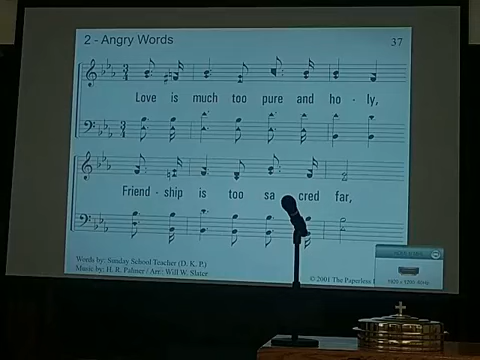 2 - Angry Words
37
Love is much too pure and ho - ly,
Friend - ship is too sa cred far,
Words by: Sunday School Teacher (D. K. P.)
Music by: H. R. Palmer / Arr.: Will W. Slater
© 2001 The Paperless